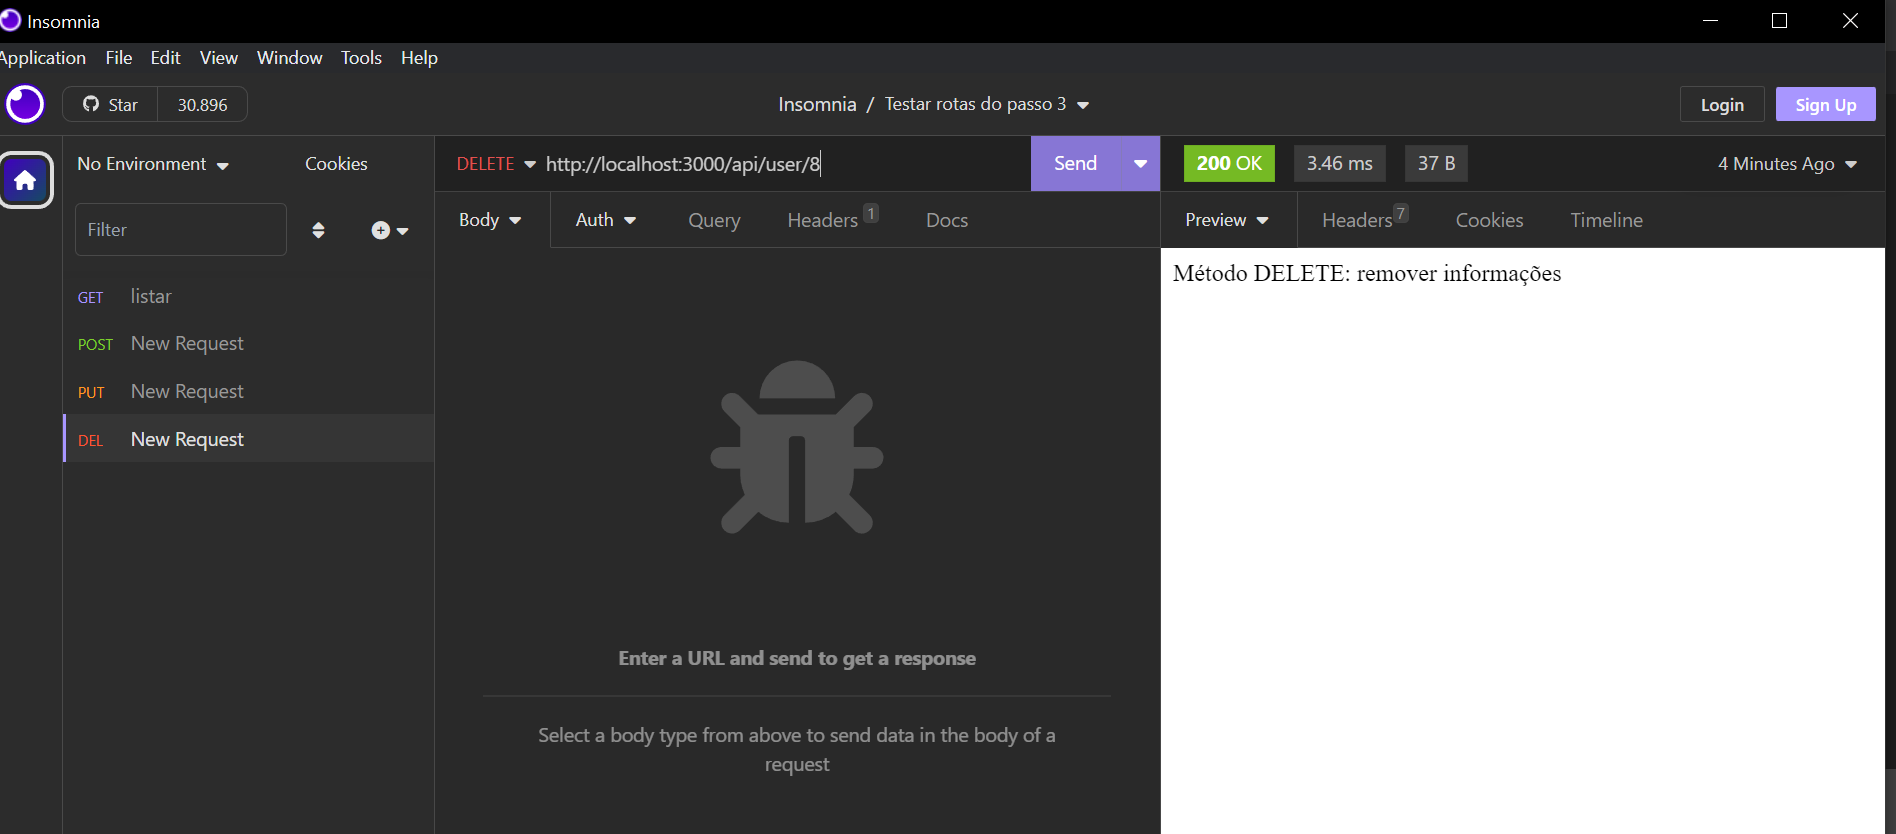 Insomnia
Application File Edit View Window Tools Help
Star 30.896 Insomnia / Testar rotas do passo 3 Login Sign Up
No Environment Cookies DELETE http://localhost:3000/api/user/8 Send 200 OK 3.46 ms 37 B 4 Minutes Ago
Filter Body Auth Query Headers 1 Docs Preview Headers 7 Cookies Timeline
Método DELETE: remover informações
GET listar
POST New Request
PUT New Request
DEL New Request
Enter a URL and send to get a response
Select a body type from above to send data in the body of a
request